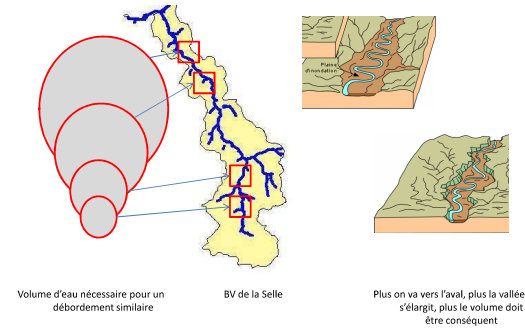 Plaine
d'inondation
Volume d'eau nécessaire pour un
débordement similaire
BV de la Selle
Plus on va vers l'aval, plus la vallée
s'élargit, plus le volume doit
être conséquent